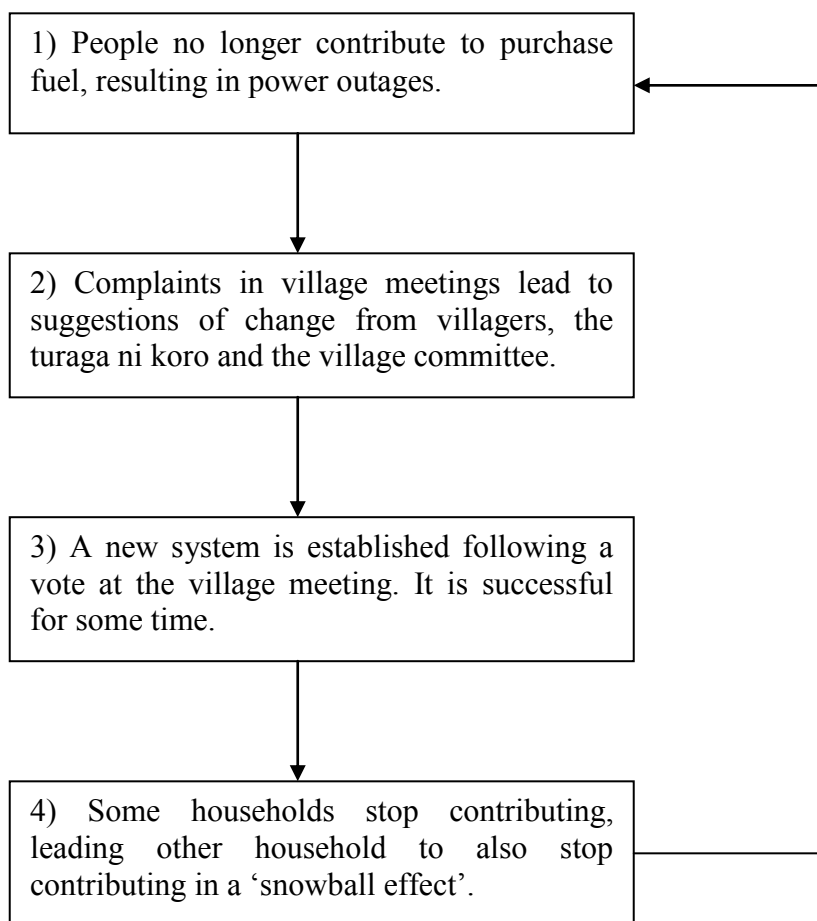 1) People no longer contribute to purchase
fuel, resulting in power outages.
2) Complaints in village meetings lead to
suggestions of change from villagers, the
turaga ni koro and the village committee.
3) A new system is established following a
vote at the village meeting. It is successful
for some time.
4) Some households stop contributing,
leading other household to also stop
contributing in a ‘snowball effect’.